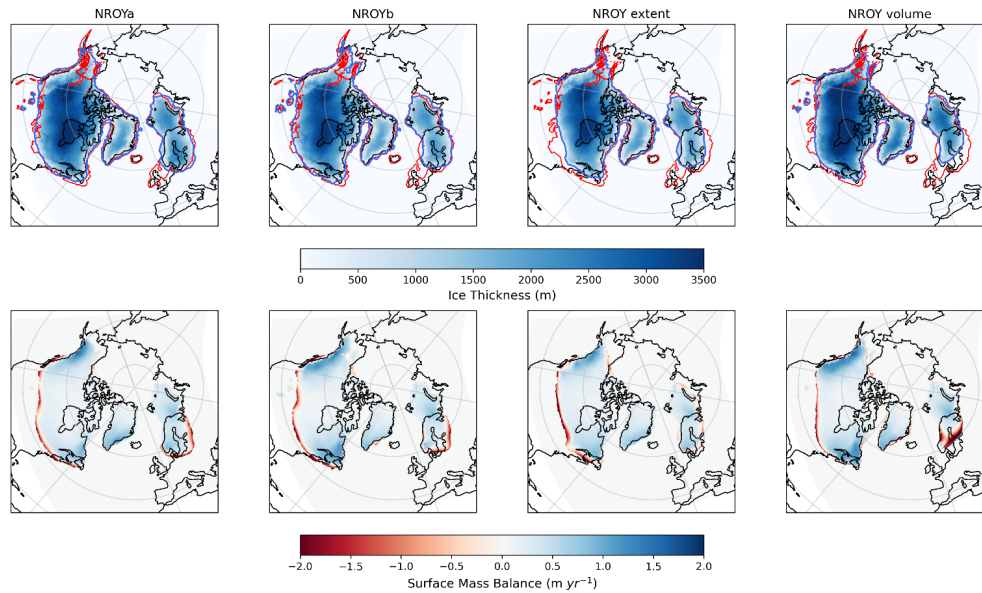 NROYa NROYb NROY extent NROY volume
0 500 1000 1500 2000 2500 3000 3500
Ice Thickness (m)
−2.0 −1.5 −1.0 −0.5 0.0 0.5 1.0 1.5 2.0
Surface Mass Balance (m yr⁻¹)